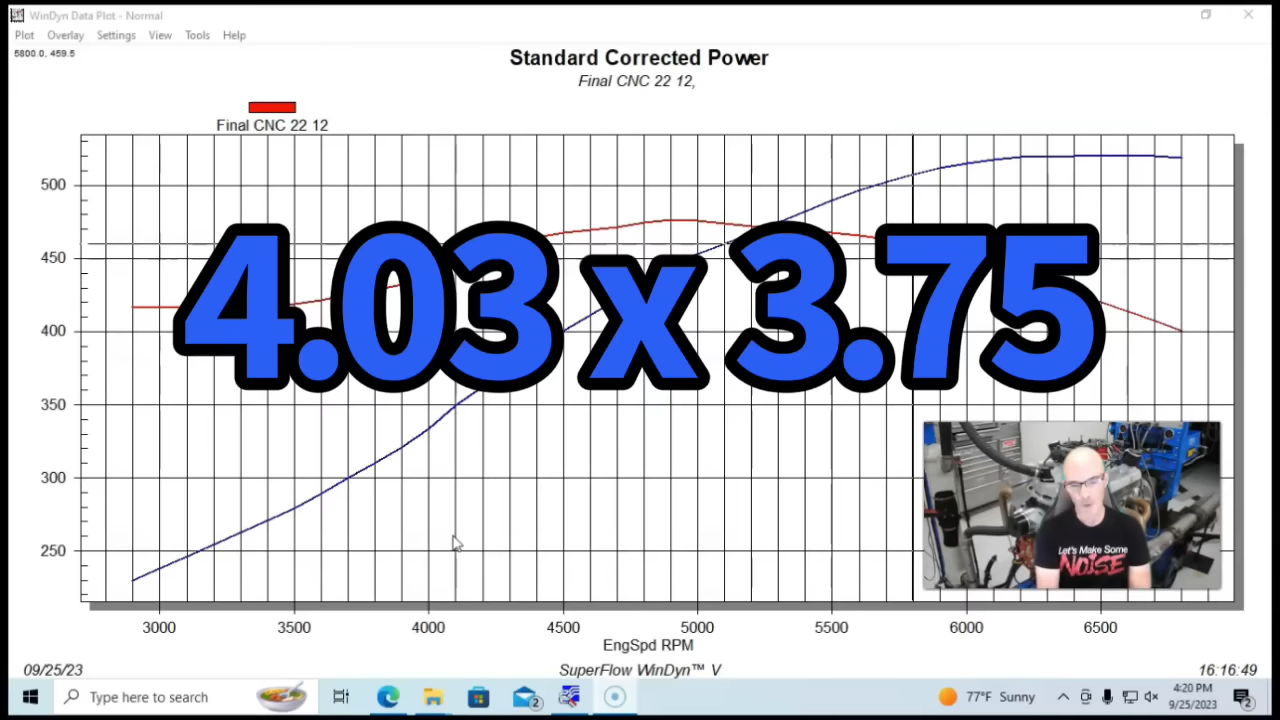 WinDyn Data Plot - Normal
Plot Overlay Settings View Tools Help
5800.0, 459.5
Standard Corrected Power
Final CNC 22 12,
Final CNC 22 12
500
450
400
350
300
250
4.03 x 3.75
Let's Make Some
NOISE
3000 3500 4000 4500 5000 5500 6000 6500
EngSpd RPM
09/25/23 SuperFlow WinDyn™ V 16:16:49
Type here to search 2 77°F Sunny 4:20 PM 2
9/25/2023